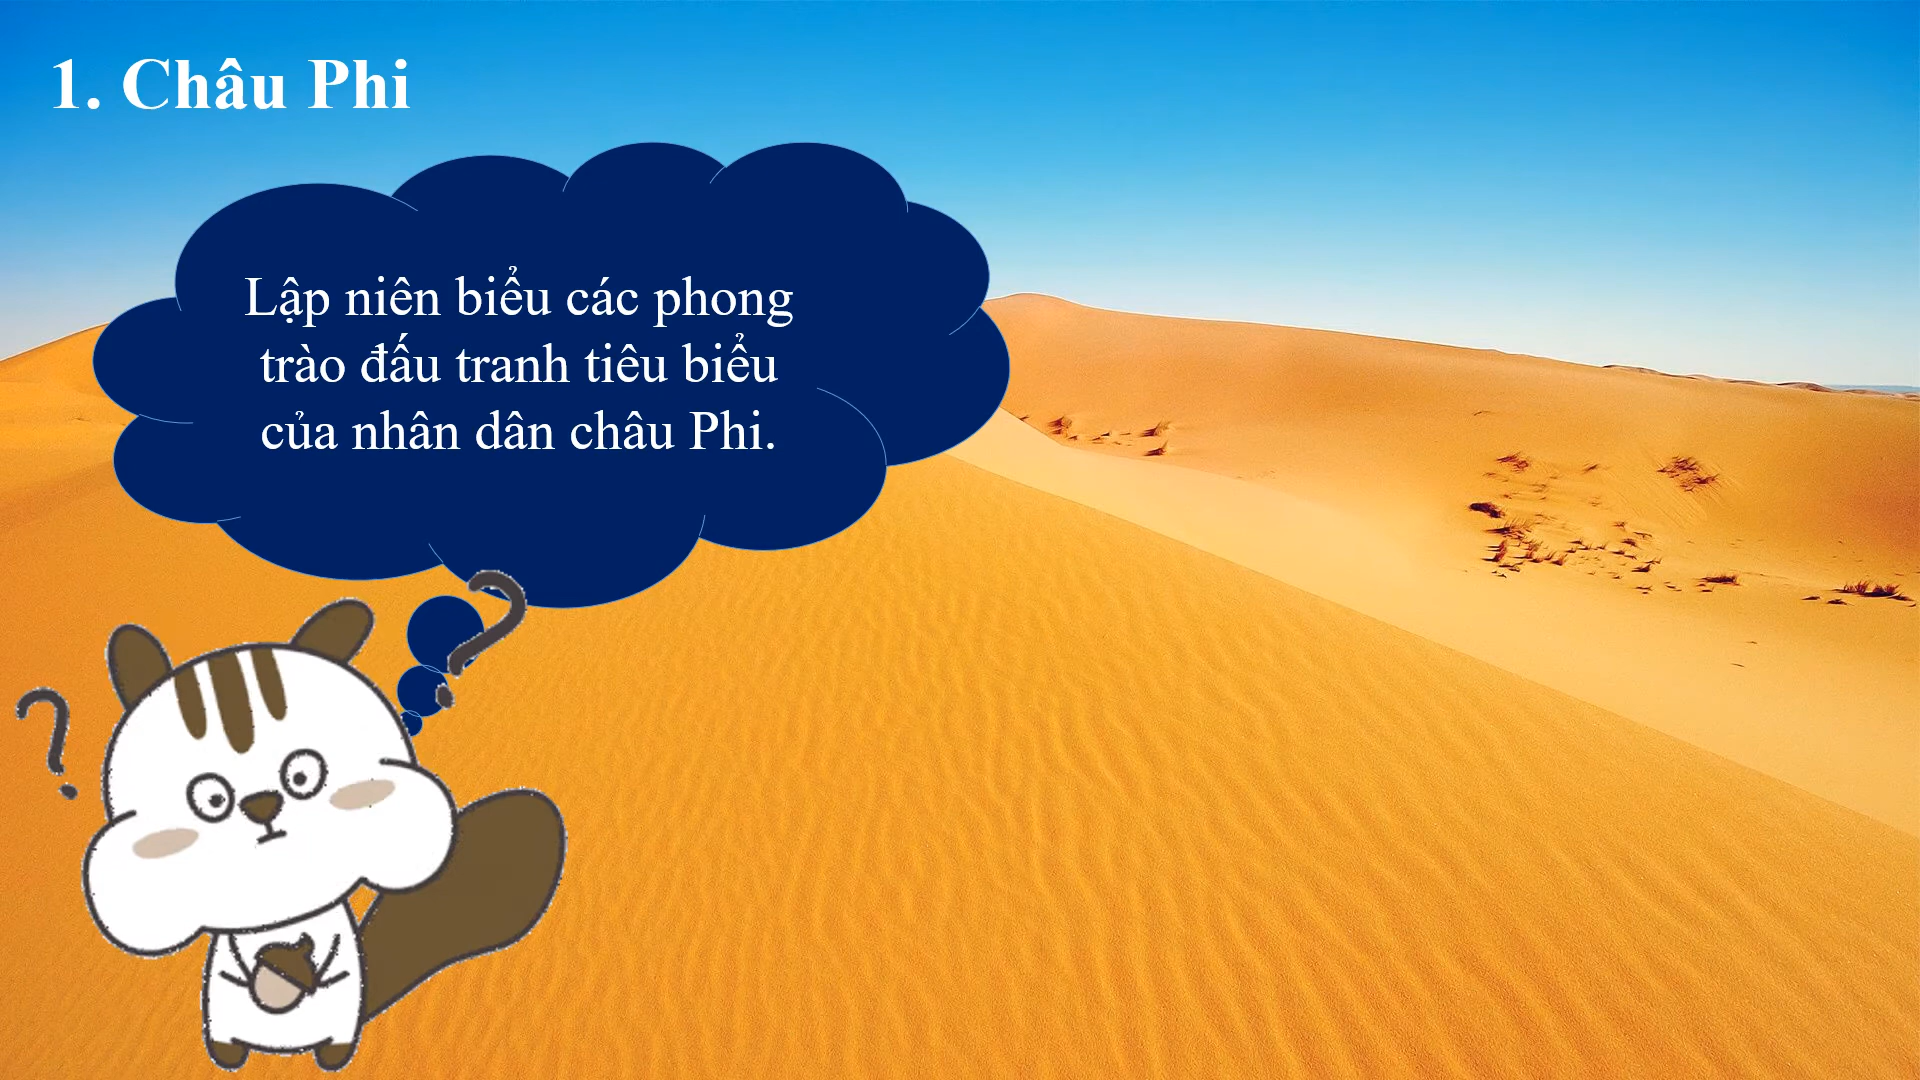 1. Châu Phi
Lập niên biểu các phong
trào đấu tranh tiêu biểu
của nhân dân châu Phi.